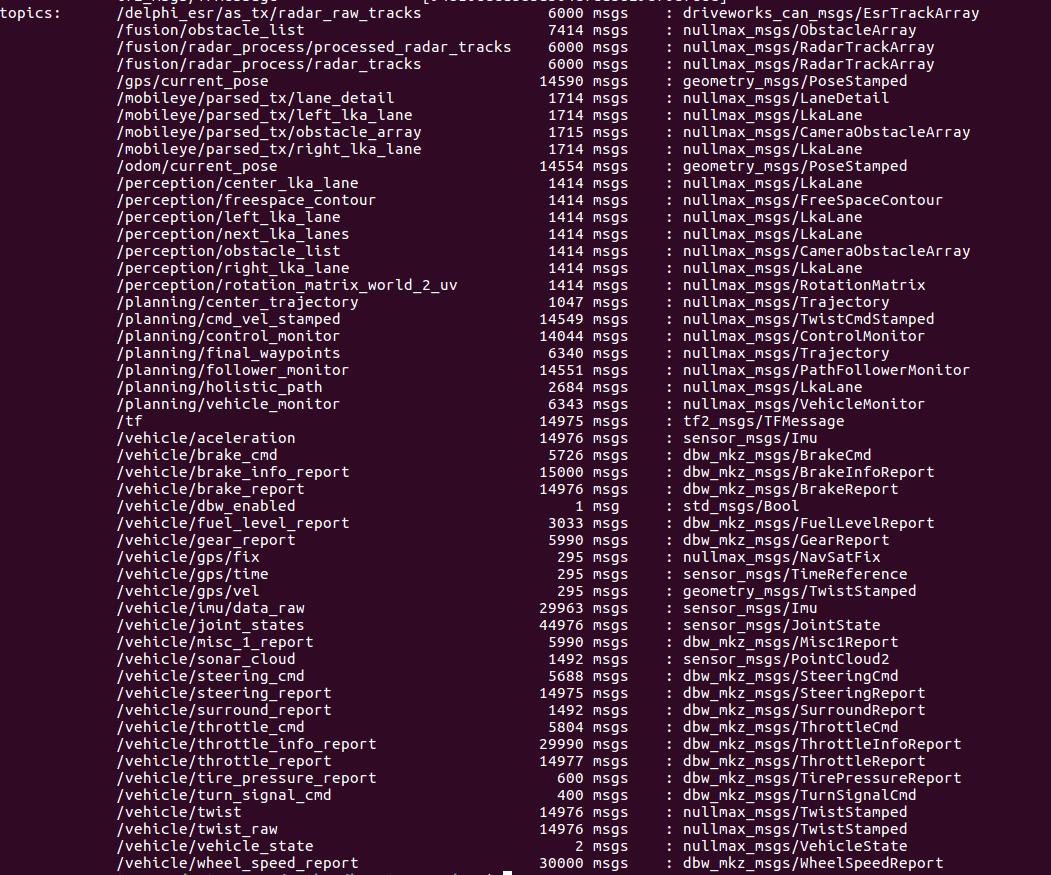 topics: /delphi_esr/as_tx/radar_raw_tracks 6000 msgs : driveworks_can_msgs/EsrTrackArray
/fusion/obstacle_list 7414 msgs : nullmax_msgs/ObstacleArray
/fusion/radar_process/processed_radar_tracks 6000 msgs : nullmax_msgs/RadarTrackArray
/fusion/radar_process/radar_tracks 6000 msgs : nullmax_msgs/RadarTrackArray
/gps/current_pose 14590 msgs : geometry_msgs/PoseStamped
/mobileye/parsed_tx/lane_detail 1714 msgs : nullmax_msgs/LaneDetail
/mobileye/parsed_tx/left_lka_lane 1714 msgs : nullmax_msgs/LkaLane
/mobileye/parsed_tx/obstacle_array 1715 msgs : nullmax_msgs/CameraObstacleArray
/mobileye/parsed_tx/right_lka_lane 1714 msgs : nullmax_msgs/LkaLane
/odom/current_pose 14554 msgs : geometry_msgs/PoseStamped
/perception/center_lka_lane 1414 msgs : nullmax_msgs/LkaLane
/perception/freespace_contour 1414 msgs : nullmax_msgs/FreeSpaceContour
/perception/left_lka_lane 1414 msgs : nullmax_msgs/LkaLane
/perception/next_lka_lanes 1414 msgs : nullmax_msgs/LkaLane
/perception/obstacle_list 1414 msgs : nullmax_msgs/CameraObstacleArray
/perception/right_lka_lane 1414 msgs : nullmax_msgs/LkaLane
/perception/rotation_matrix_world_2_uv 1414 msgs : nullmax_msgs/RotationMatrix
/planning/center_trajectory 1047 msgs : nullmax_msgs/Trajectory
/planning/cmd_vel_stamped 14549 msgs : nullmax_msgs/TwistCmdStamped
/planning/control_monitor 14044 msgs : nullmax_msgs/ControlMonitor
/planning/final_waypoints 6340 msgs : nullmax_msgs/Trajectory
/planning/follower_monitor 14551 msgs : nullmax_msgs/PathFollowerMonitor
/planning/holistic_path 2684 msgs : nullmax_msgs/LkaLane
/planning/vehicle_monitor 6343 msgs : nullmax_msgs/VehicleMonitor
/tf 14975 msgs : tf2_msgs/TFMessage
/vehicle/aceleration 14976 msgs : sensor_msgs/Imu
/vehicle/brake_cmd 5726 msgs : dbw_mkz_msgs/BrakeCmd
/vehicle/brake_info_report 15000 msgs : dbw_mkz_msgs/BrakeInfoReport
/vehicle/brake_report 14976 msgs : dbw_mkz_msgs/BrakeReport
/vehicle/dbw_enabled 1 msg : std_msgs/Bool
/vehicle/fuel_level_report 3033 msgs : dbw_mkz_msgs/FuelLevelReport
/vehicle/gear_report 5990 msgs : dbw_mkz_msgs/GearReport
/vehicle/gps/fix 295 msgs : nullmax_msgs/NavSatFix
/vehicle/gps/time 295 msgs : sensor_msgs/TimeReference
/vehicle/gps/vel 295 msgs : geometry_msgs/TwistStamped
/vehicle/imu/data_raw 29963 msgs : sensor_msgs/Imu
/vehicle/joint_states 44976 msgs : sensor_msgs/JointState
/vehicle/misc_1_report 5990 msgs : dbw_mkz_msgs/Misc1Report
/vehicle/sonar_cloud 1492 msgs : sensor_msgs/PointCloud2
/vehicle/steering_cmd 5688 msgs : dbw_mkz_msgs/SteeringCmd
/vehicle/steering_report 14975 msgs : dbw_mkz_msgs/SteeringReport
/vehicle/surround_report 1492 msgs : dbw_mkz_msgs/SurroundReport
/vehicle/throttle_cmd 5804 msgs : dbw_mkz_msgs/ThrottleCmd
/vehicle/throttle_info_report 29990 msgs : dbw_mkz_msgs/ThrottleInfoReport
/vehicle/throttle_report 14977 msgs : dbw_mkz_msgs/ThrottleReport
/vehicle/tire_pressure_report 600 msgs : dbw_mkz_msgs/TirePressureReport
/vehicle/turn_signal_cmd 400 msgs : dbw_mkz_msgs/TurnSignalCmd
/vehicle/twist 14976 msgs : nullmax_msgs/TwistStamped
/vehicle/twist_raw 14976 msgs : nullmax_msgs/TwistStamped
/vehicle/vehicle_state 2 msgs : nullmax_msgs/VehicleState
/vehicle/wheel_speed_report 30000 msgs : dbw_mkz_msgs/WheelSpeedReport